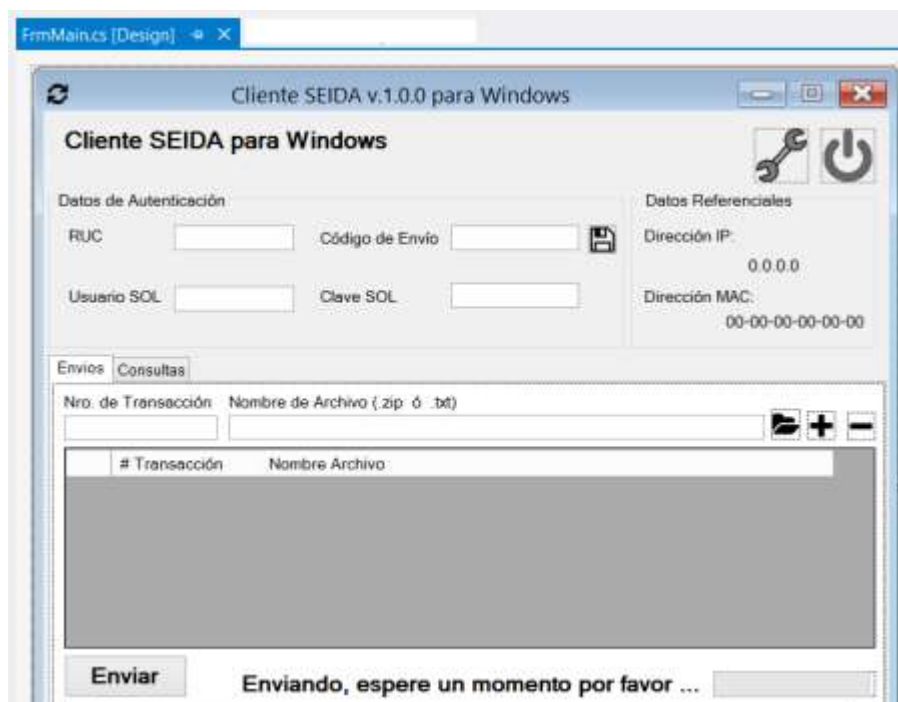 FrmMain.cs [Design]
Cliente SEIDA v.1.0.0 para Windows
Cliente SEIDA para Windows
Datos de Autenticación
RUC
Código de Envío
Usuario SOL
Clave SOL
Datos Referenciales
Dirección IP:
0.0.0.0
Dirección MAC:
00-00-00-00-00-00
Envios Consultas
Nro. de Transacción Nombre de Archivo (.zip ó .txt)
# Transacción Nombre Archivo
Enviar
Enviando, espere un momento por favor ...